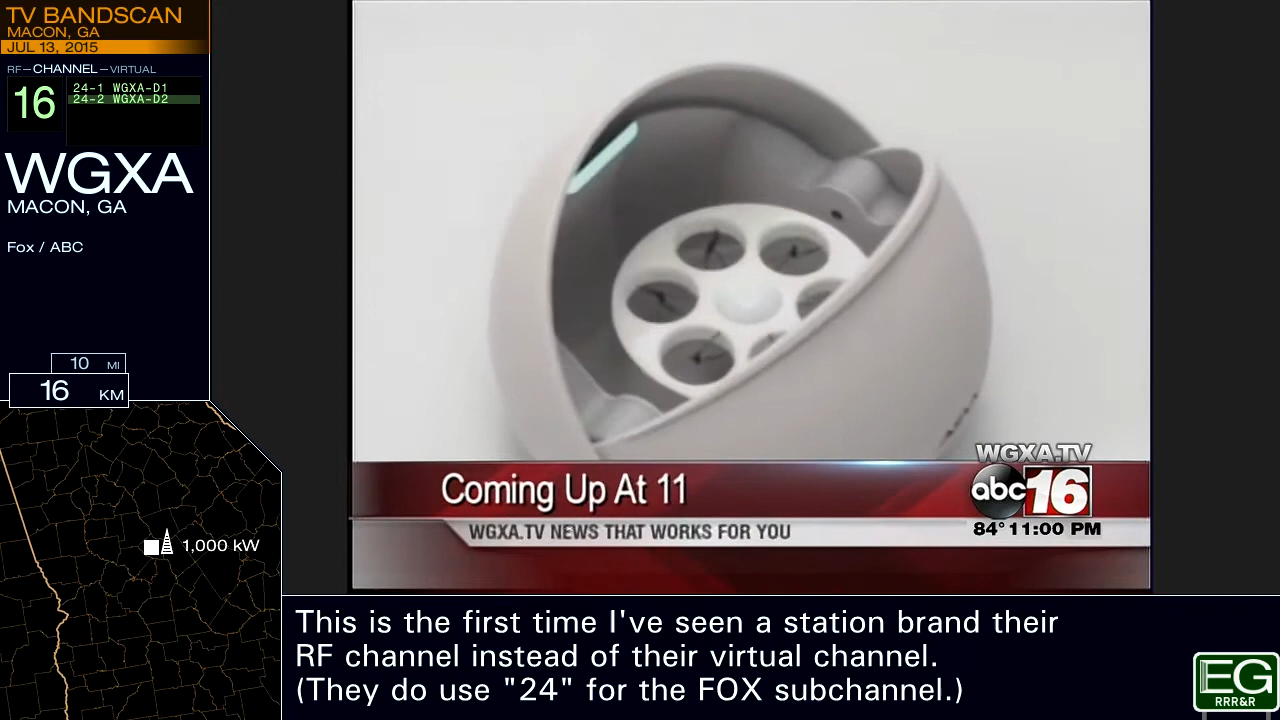 TV BANDSCAN
MACON, GA
JUL 13, 2015
RF—CHANNEL—VIRTUAL
16
24-1 WGXA-D1
24-2 WGXA-D2
WGXA
MACON, GA
Fox / ABC
10 MI
16 KM
1,000 kW
WGXA.TV
Coming Up At 11
abc 16
WGXA.TV NEWS THAT WORKS FOR YOU
84° 11:00 PM
This is the first time I've seen a station brand their
RF channel instead of their virtual channel.
(They do use "24" for the FOX subchannel.)
EG
RRR&R